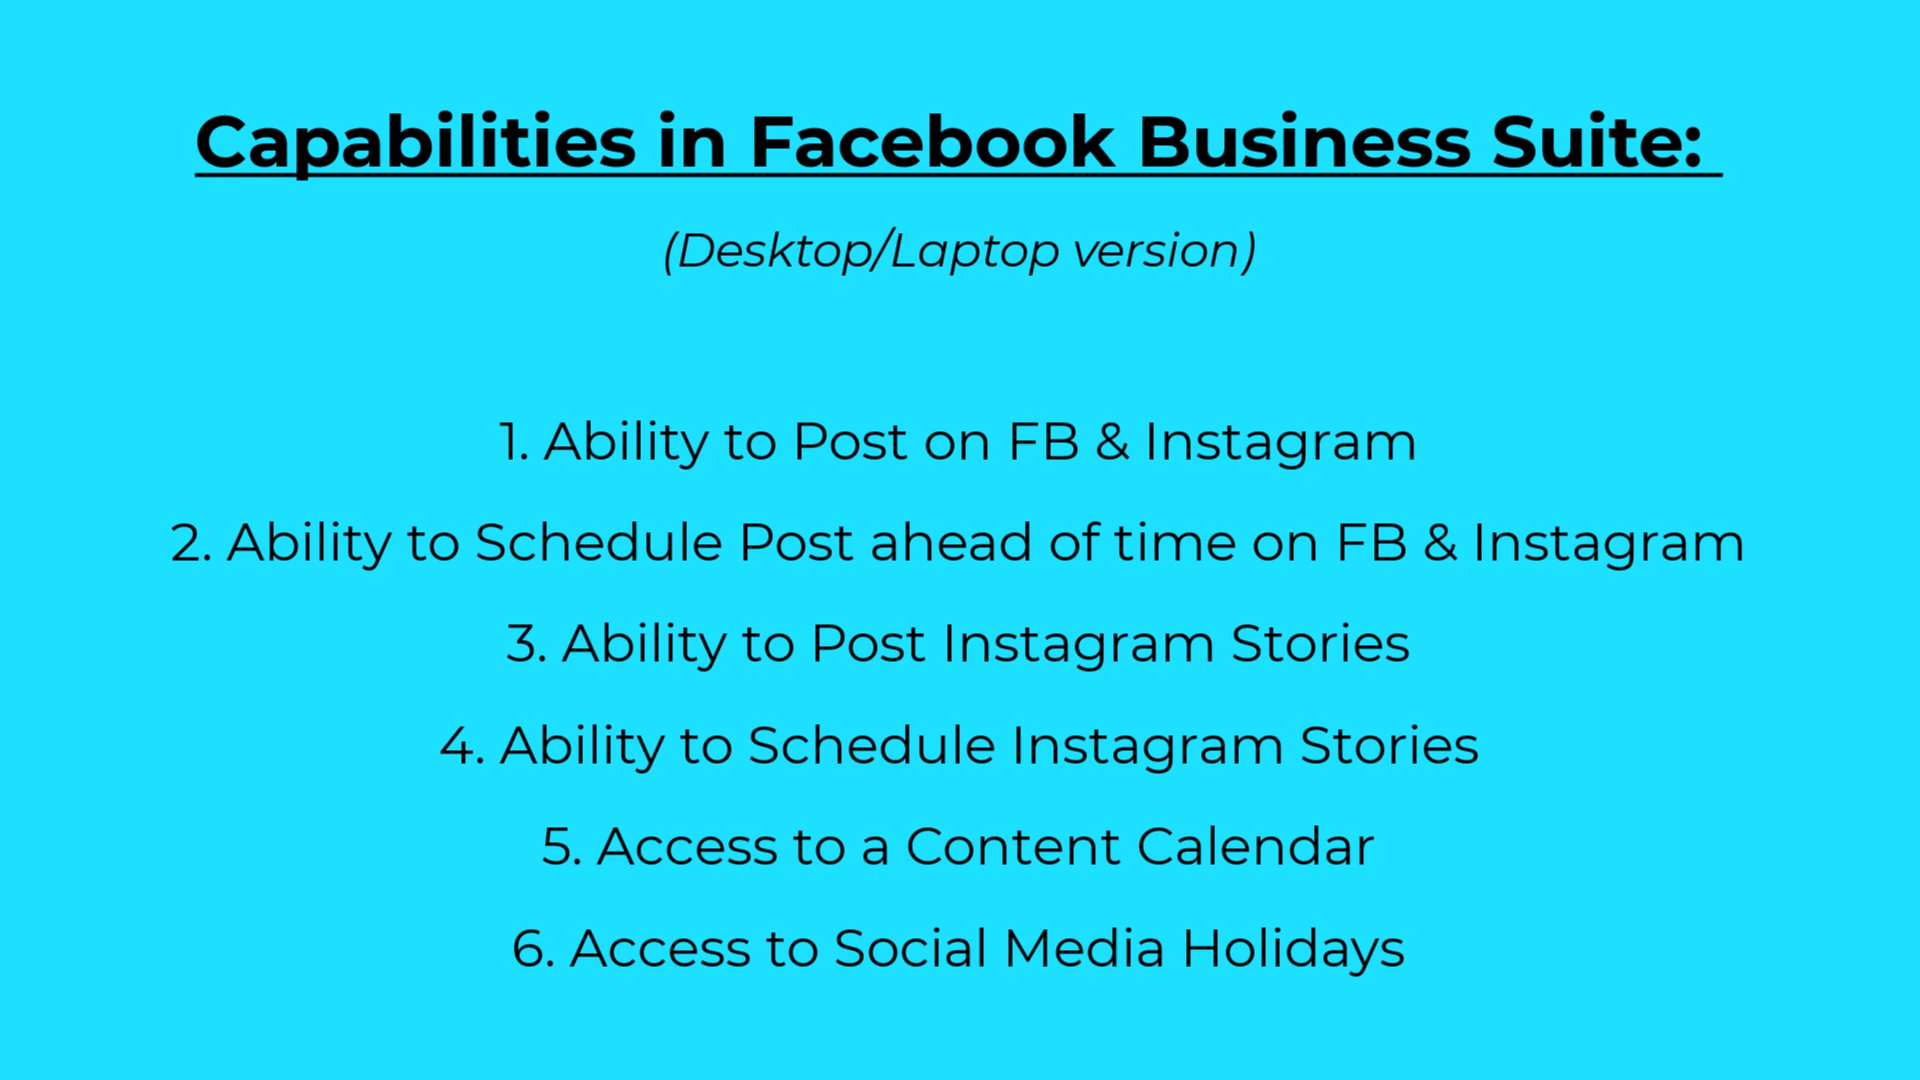 Capabilities in Facebook Business Suite:
(Desktop/Laptop version)
1. Ability to Post on FB & Instagram
2. Ability to Schedule Post ahead of time on FB & Instagram
3. Ability to Post Instagram Stories
4. Ability to Schedule Instagram Stories
5. Access to a Content Calendar
6. Access to Social Media Holidays